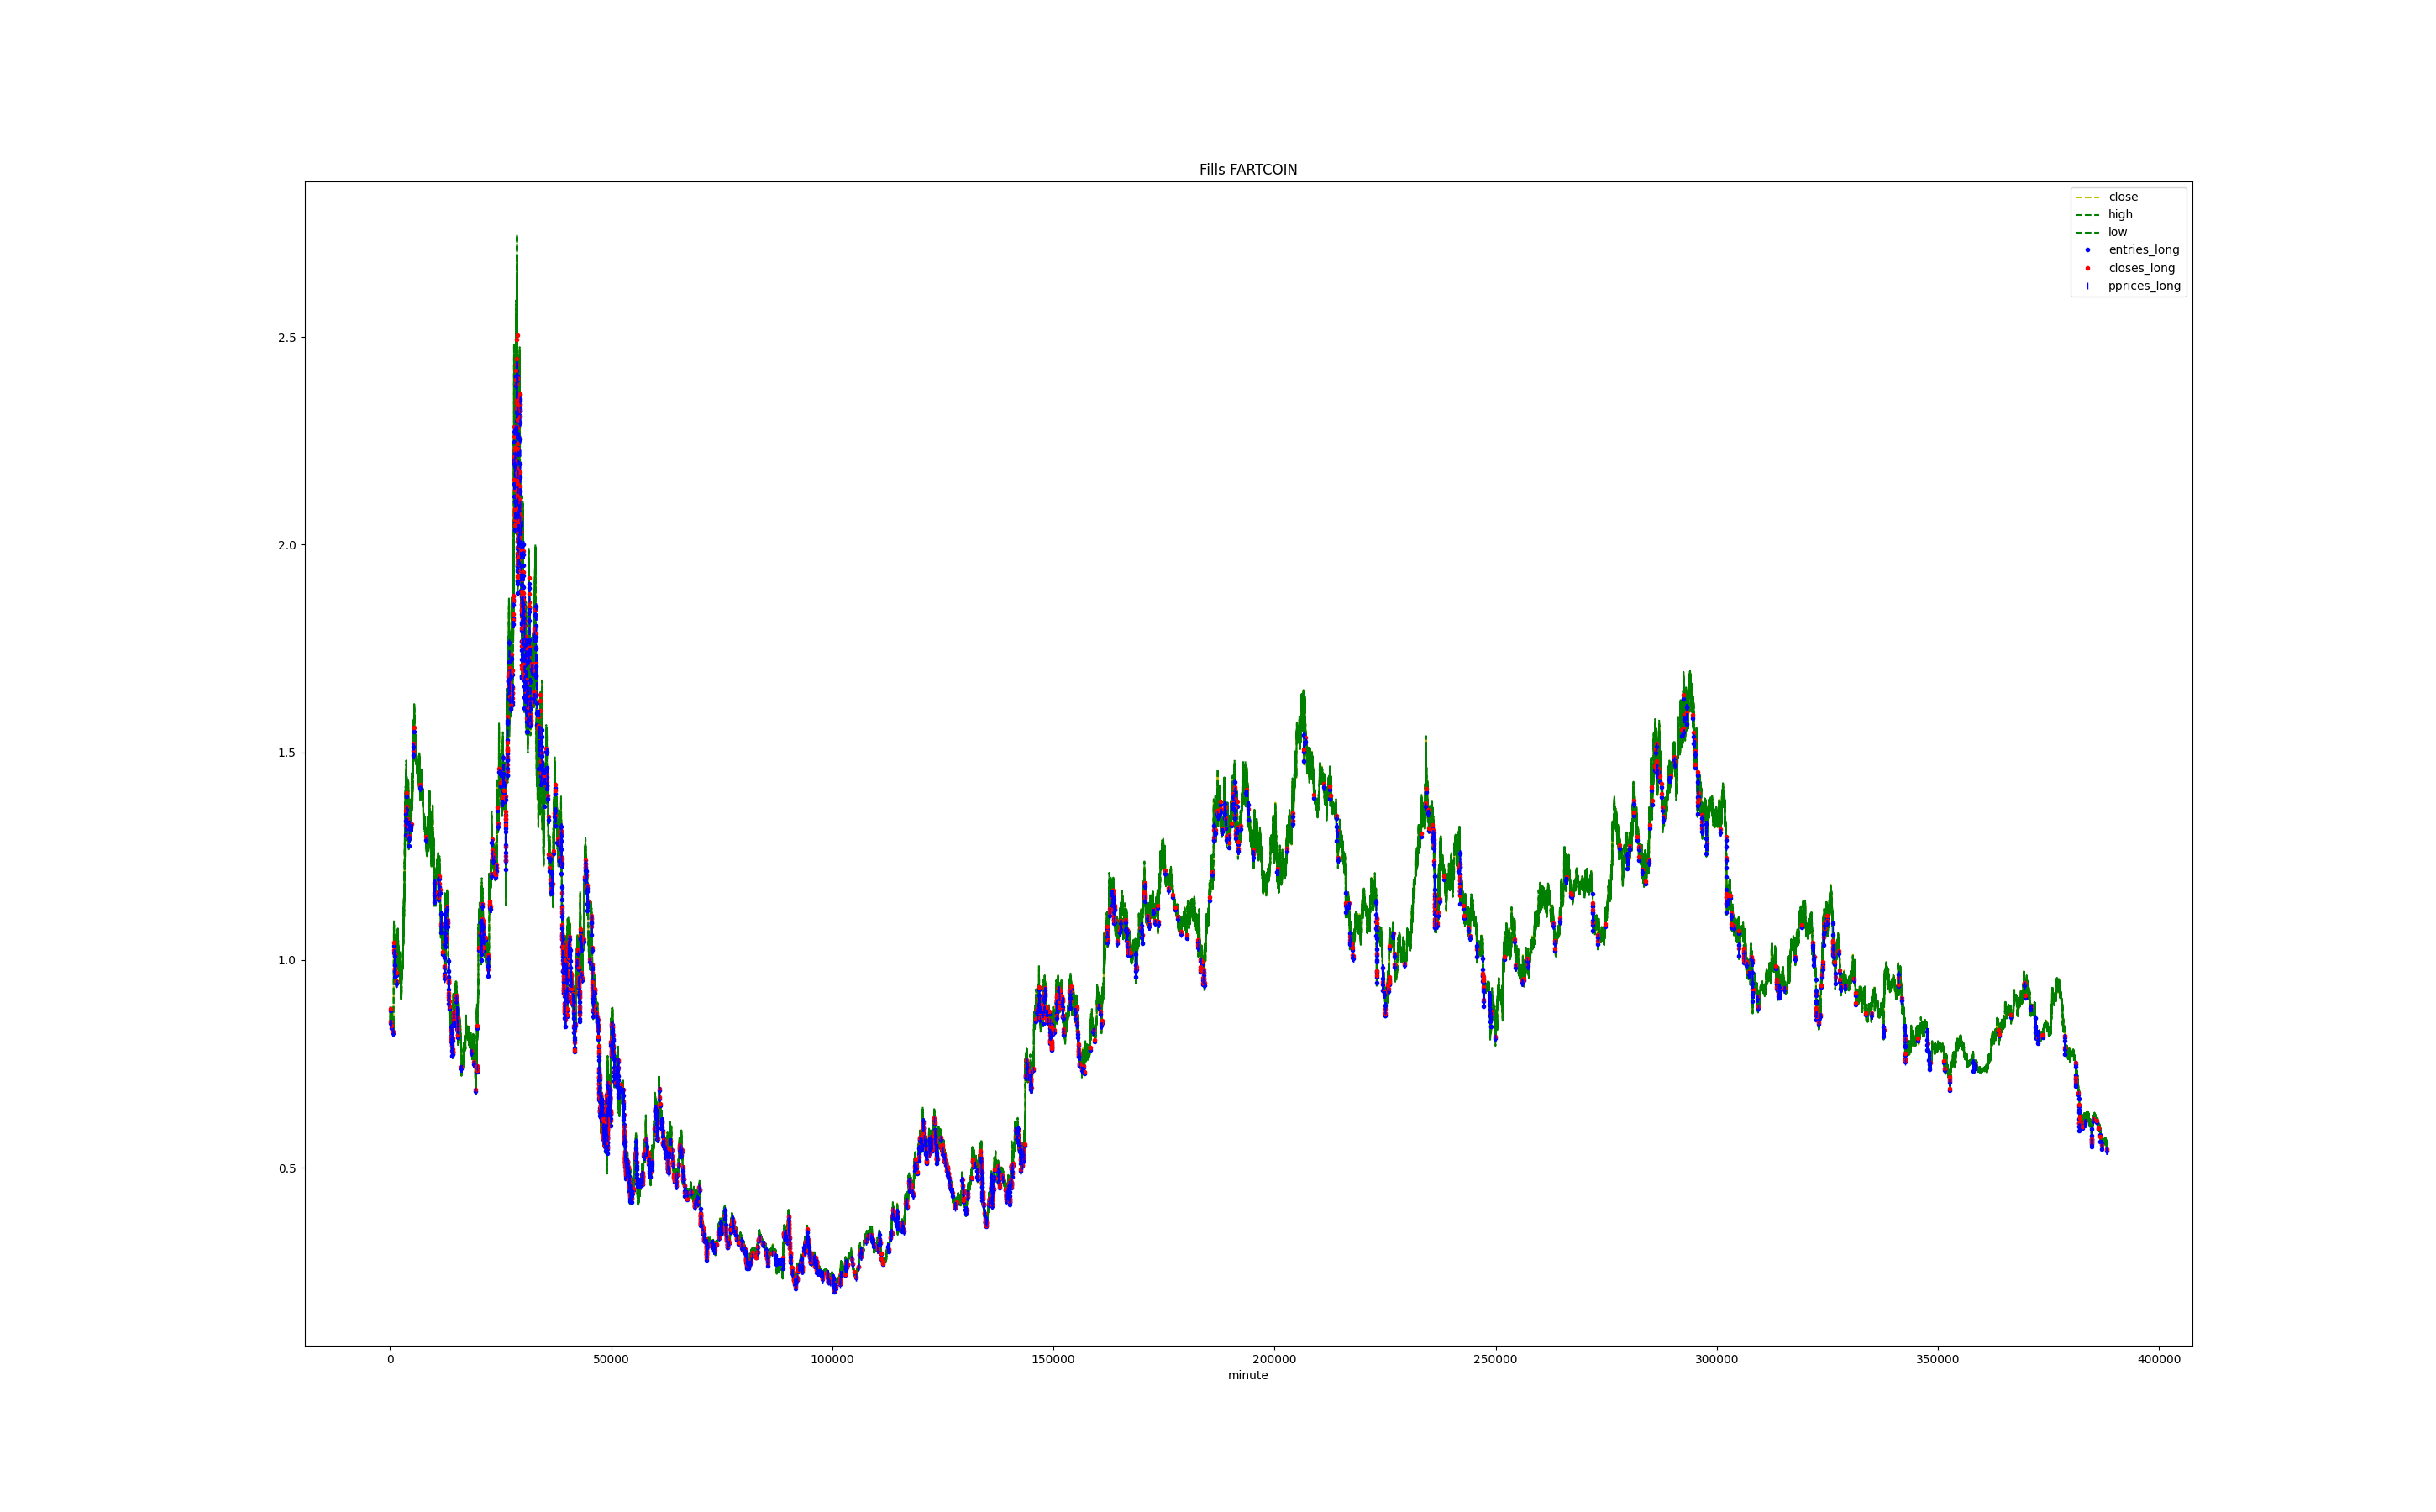 Fills FARTCOIN
close
high
low
entries_long
closes_long
pprices_long
2.5
2.0
1.5
1.0
0.5
0 50000 100000 150000 200000 250000 300000 350000 400000
minute